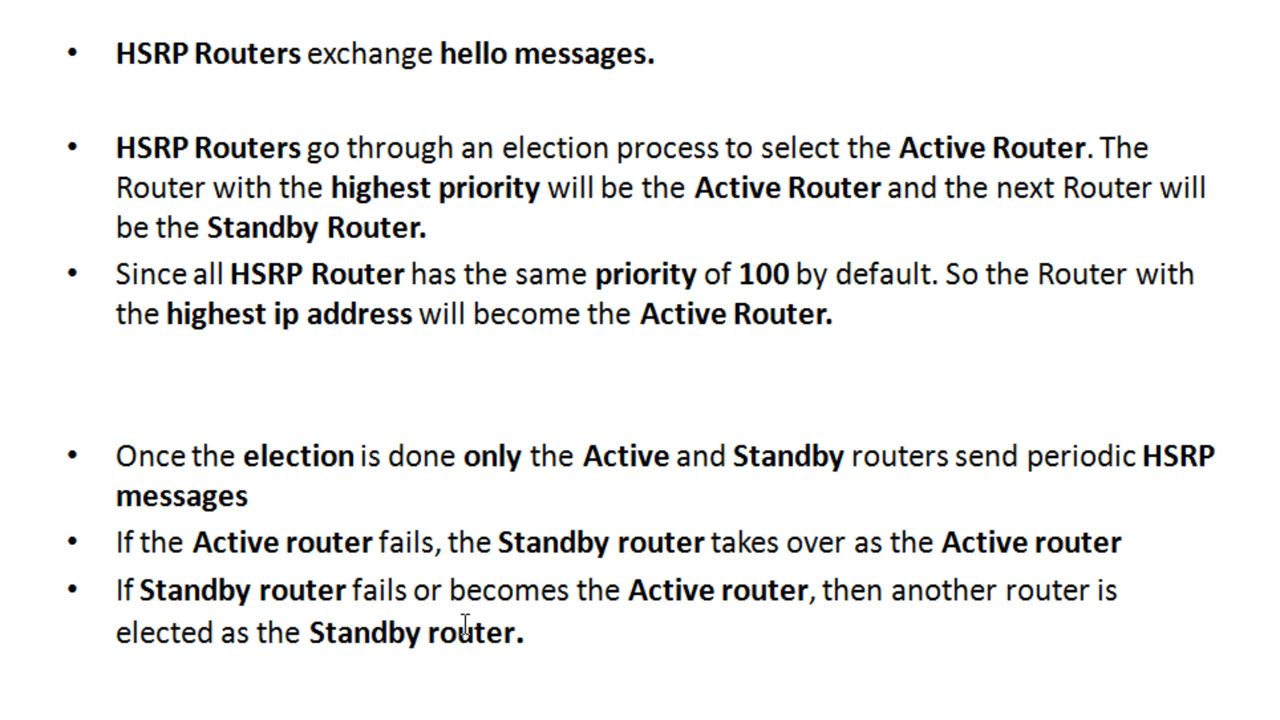 • HSRP Routers exchange hello messages.
• HSRP Routers go through an election process to select the Active Router. The
Router with the highest priority will be the Active Router and the next Router will
be the Standby Router.
• Since all HSRP Router has the same priority of 100 by default. So the Router with
the highest ip address will become the Active Router.
• Once the election is done only the Active and Standby routers send periodic HSRP
messages
• If the Active router fails, the Standby router takes over as the Active router
• If Standby router fails or becomes the Active router, then another router is
elected as the Standby router.